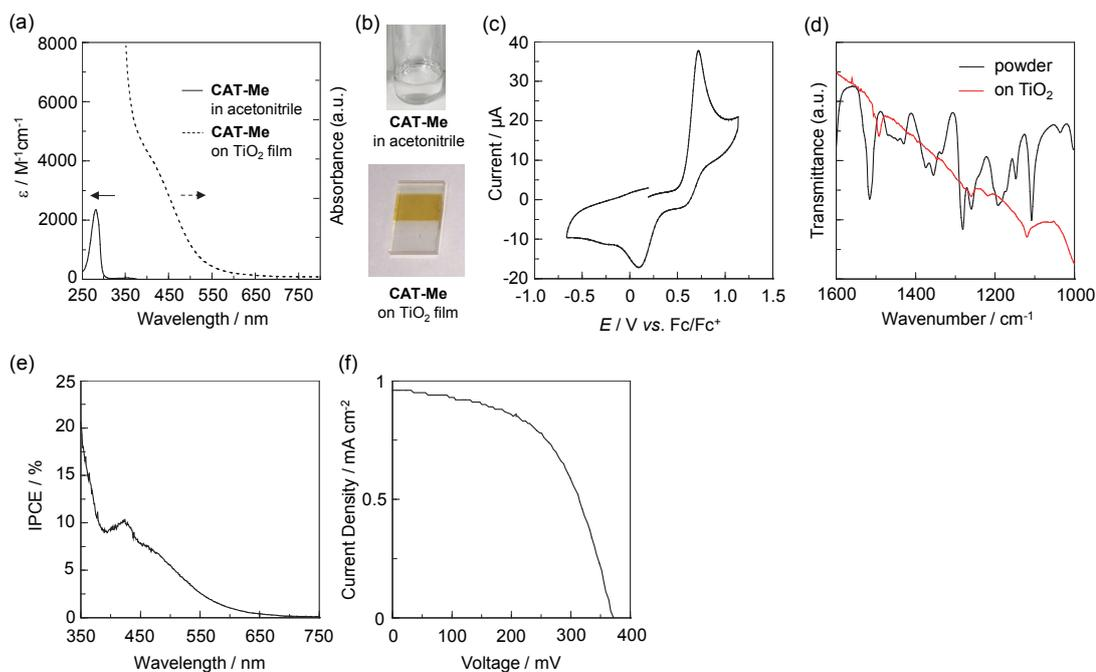 (a)
8000
6000
4000
2000
0
ε / M⁻¹cm⁻¹
CAT-Me
in acetonitrile
CAT-Me
on TiO₂ film
Absorbance (a.u.)
250 350 450 550 650 750
Wavelength / nm
(b)
CAT-Me
in acetonitrile
CAT-Me
on TiO₂ film
(c)
40
30
20
10
0
-10
-20
Current / μA
-1.0 -0.5 0 0.5 1.0 1.5
E / V vs. Fc/Fc⁺
(d)
Transmittance (a.u.)
powder
on TiO₂
1600 1400 1200 1000
Wavenumber / cm⁻¹
(e)
25
20
15
10
5
0
IPCE / %
350 450 550 650 750
Wavelength / nm
(f)
1
0.5
0
Current Density / mA cm⁻²
0 100 200 300 400
Voltage / mV